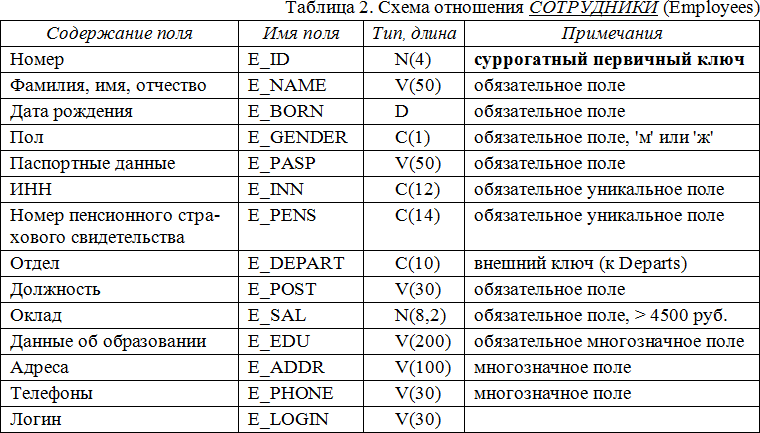 Таблица 2. Схема отношения СОТРУДНИКИ (Employees)
Содержание поля Имя поля Тип, длина Примечания
Номер E_ID N(4) суррогатный первичный ключ
Фамилия, имя, отчество E_NAME V(50) обязательное поле
Дата рождения E_BORN D обязательное поле
Пол E_GENDER C(1) обязательное поле, 'м' или 'ж'
Паспортные данные E_PASP V(50) обязательное поле
ИНН E_INN C(12) обязательное уникальное поле
Номер пенсионного стра- E_PENS C(14) обязательное уникальное поле
хового свидетельства
Отдел E_DEPART C(10) внешний ключ (к Departs)
Должность E_POST V(30) обязательное поле
Оклад E_SAL N(8,2) обязательное поле, > 4500 руб.
Данные об образовании E_EDU V(200) обязательное многозначное поле
Адреса E_ADDR V(100) многозначное поле
Телефоны E_PHONE V(30) многозначное поле
Логин E_LOGIN V(30)